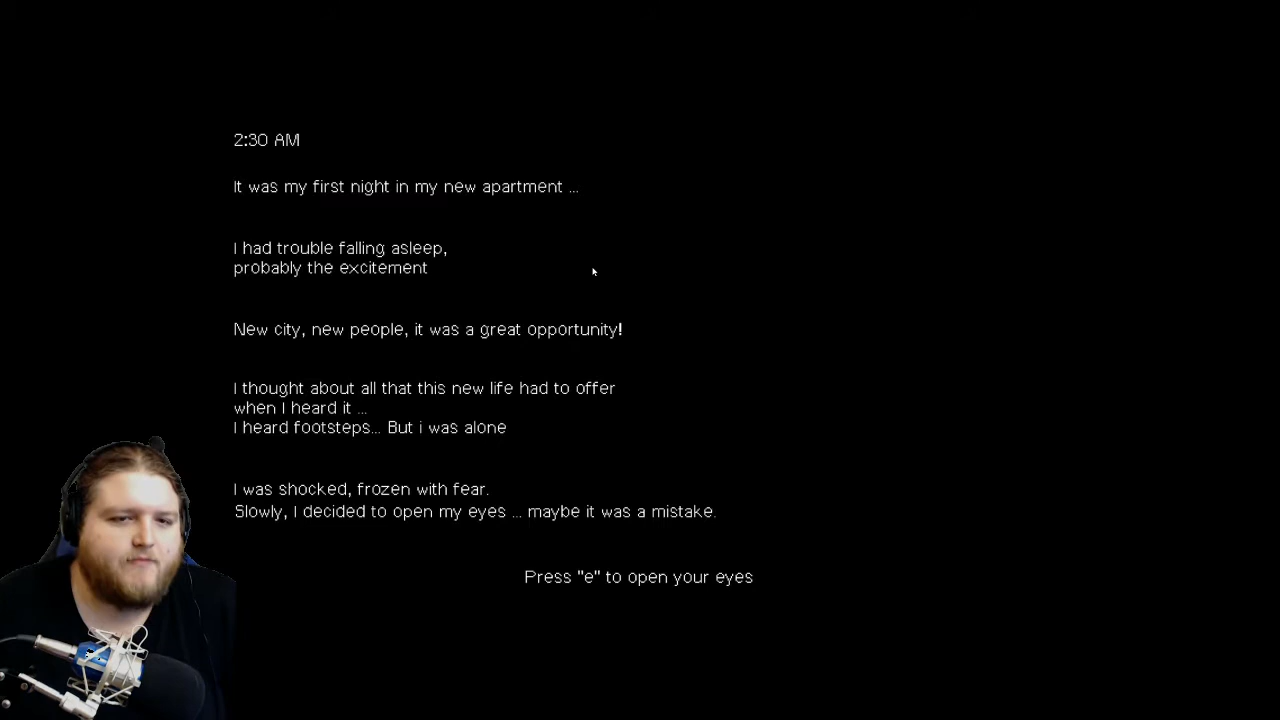 2:30 AM
It was my first night in my new apartment ...
I had trouble falling asleep,
probably the excitement
New city, new people, it was a great opportunity!
I thought about all that this new life had to offer
when I heard it ...
I heard footsteps... But i was alone
I was shocked, frozen with fear.
Slowly, I decided to open my eyes ... maybe it was a mistake.
Press "e" to open your eyes